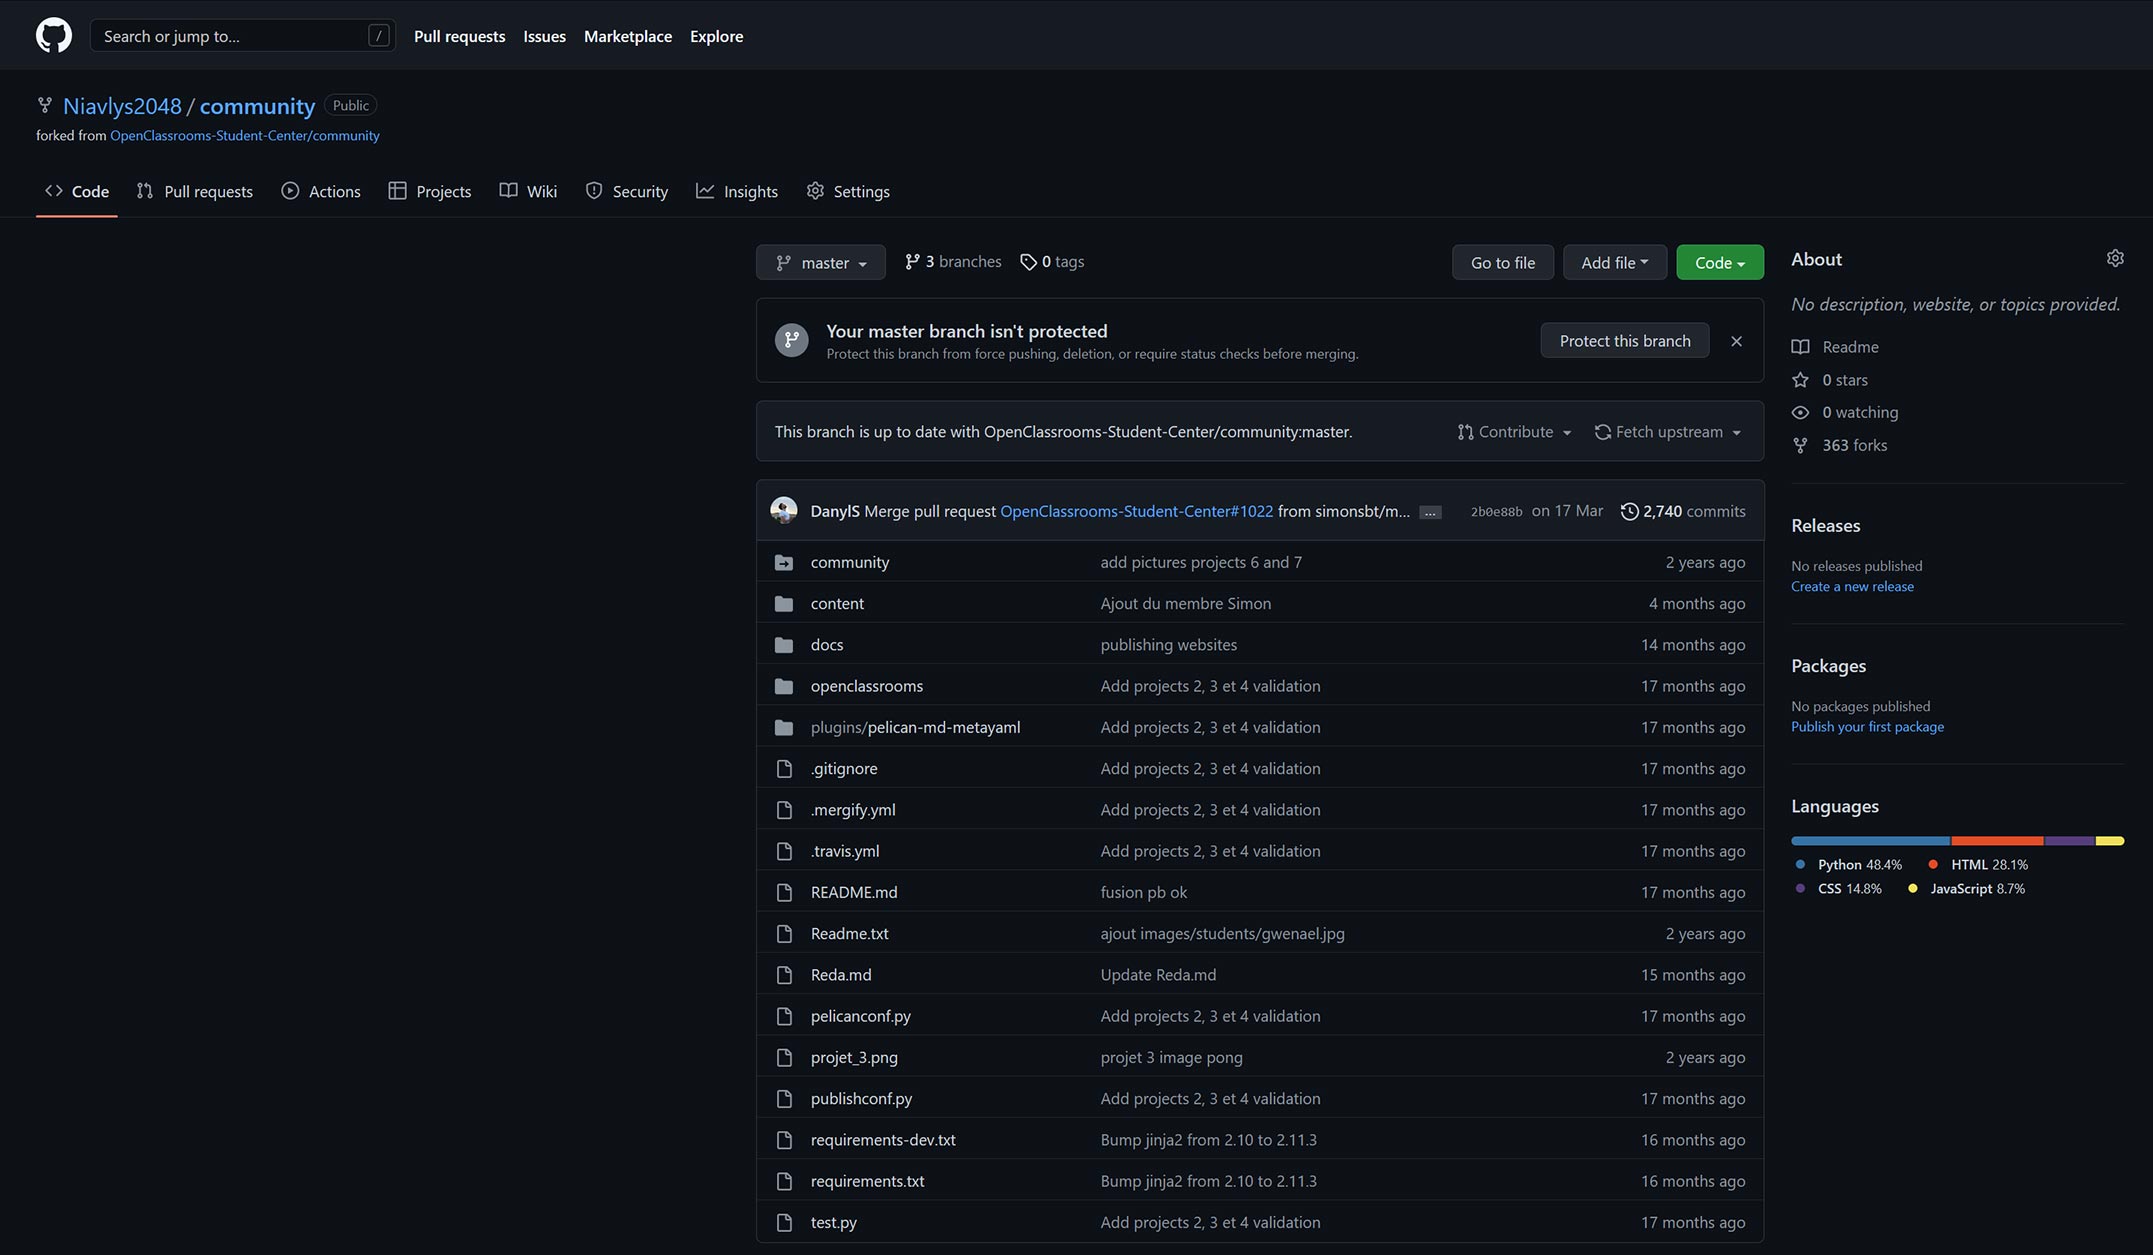 Search or jump to... / Pull requests Issues Marketplace Explore
Niavlys2048 / community Public
forked from OpenClassrooms-Student-Center/community
Code Pull requests Actions Projects Wiki Security Insights Settings
master 3 branches 0 tags Go to file Add file Code
Your master branch isn't protected
Protect this branch from force pushing, deletion, or require status checks before merging.
Protect this branch
This branch is up to date with OpenClassrooms-Student-Center/community:master. Contribute Fetch upstream
DanylS Merge pull request OpenClassrooms-Student-Center#1022 from simonsbt/m... ... 2b0e88b on 17 Mar 2,740 commits
community add pictures projects 6 and 7 2 years ago
content Ajout du membre Simon 4 months ago
docs publishing websites 14 months ago
openclassrooms Add projects 2, 3 et 4 validation 17 months ago
plugins/pelican-md-metayaml Add projects 2, 3 et 4 validation 17 months ago
.gitignore Add projects 2, 3 et 4 validation 17 months ago
.mergify.yml Add projects 2, 3 et 4 validation 17 months ago
.travis.yml Add projects 2, 3 et 4 validation 17 months ago
README.md fusion pb ok 17 months ago
Readme.txt ajout images/students/gwenael.jpg 2 years ago
Reda.md Update Reda.md 15 months ago
pelicanconf.py Add projects 2, 3 et 4 validation 17 months ago
projet_3.png projet 3 image pong 2 years ago
publishconf.py Add projects 2, 3 et 4 validation 17 months ago
requirements-dev.txt Bump jinja2 from 2.10 to 2.11.3 16 months ago
requirements.txt Bump jinja2 from 2.10 to 2.11.3 16 months ago
test.py Add projects 2, 3 et 4 validation 17 months ago
About
No description, website, or topics provided.
Readme
0 stars
0 watching
363 forks
Releases
No releases published
Create a new release
Packages
No packages published
Publish your first package
Languages
Python 48.4% HTML 28.1%
CSS 14.8% JavaScript 8.7%